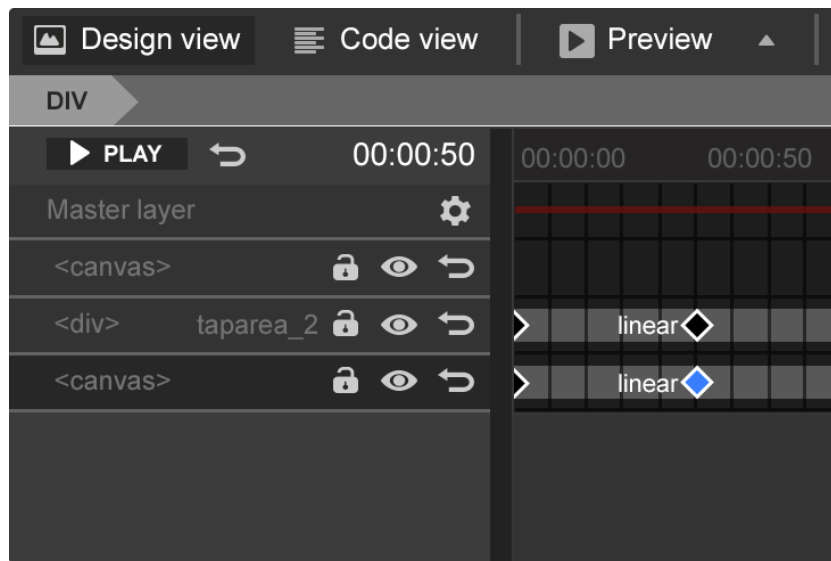 Design view Code view Preview
DIV
PLAY 00:00:50 00:00:00 00:00:50
Master layer
<canvas>
<div> taparea_2 linear
<canvas> linear